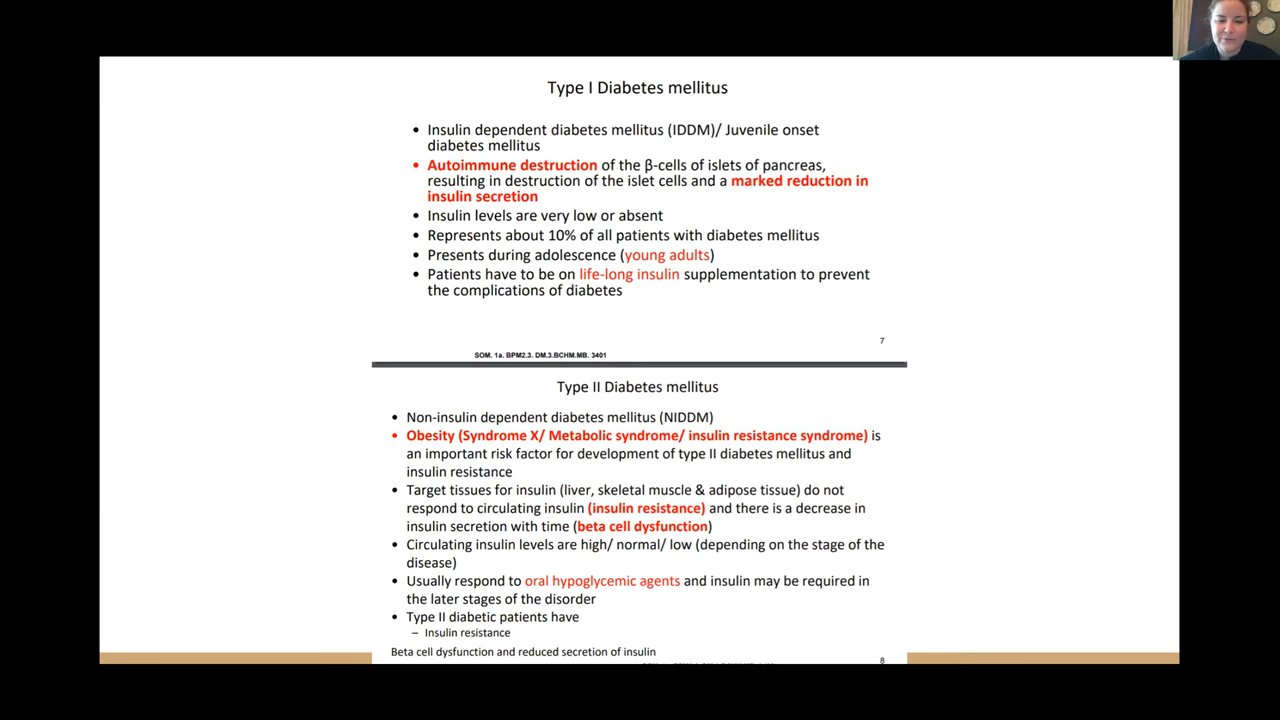 Type I Diabetes mellitus
• Insulin dependent diabetes mellitus (IDDM)/ Juvenile onset
diabetes mellitus
• Autoimmune destruction of the β-cells of islets of pancreas,
resulting in destruction of the islet cells and a marked reduction in
insulin secretion
• Insulin levels are very low or absent
• Represents about 10% of all patients with diabetes mellitus
• Presents during adolescence (young adults)
• Patients have to be on life-long insulin supplementation to prevent
the complications of diabetes
7
SOM. 1a. BPM2.3. DM.3.BCHM.MB. 3401
Type II Diabetes mellitus
• Non-insulin dependent diabetes mellitus (NIDDM)
• Obesity (Syndrome X/ Metabolic syndrome/ insulin resistance syndrome) is
an important risk factor for development of type II diabetes mellitus and
insulin resistance
• Target tissues for insulin (liver, skeletal muscle & adipose tissue) do not
respond to circulating insulin (insulin resistance) and there is a decrease in
insulin secretion with time (beta cell dysfunction)
• Circulating insulin levels are high/ normal/ low (depending on the stage of the
disease)
• Usually respond to oral hypoglycemic agents and insulin may be required in
the later stages of the disorder
• Type II diabetic patients have
– Insulin resistance
Beta cell dysfunction and reduced secretion of insulin
8